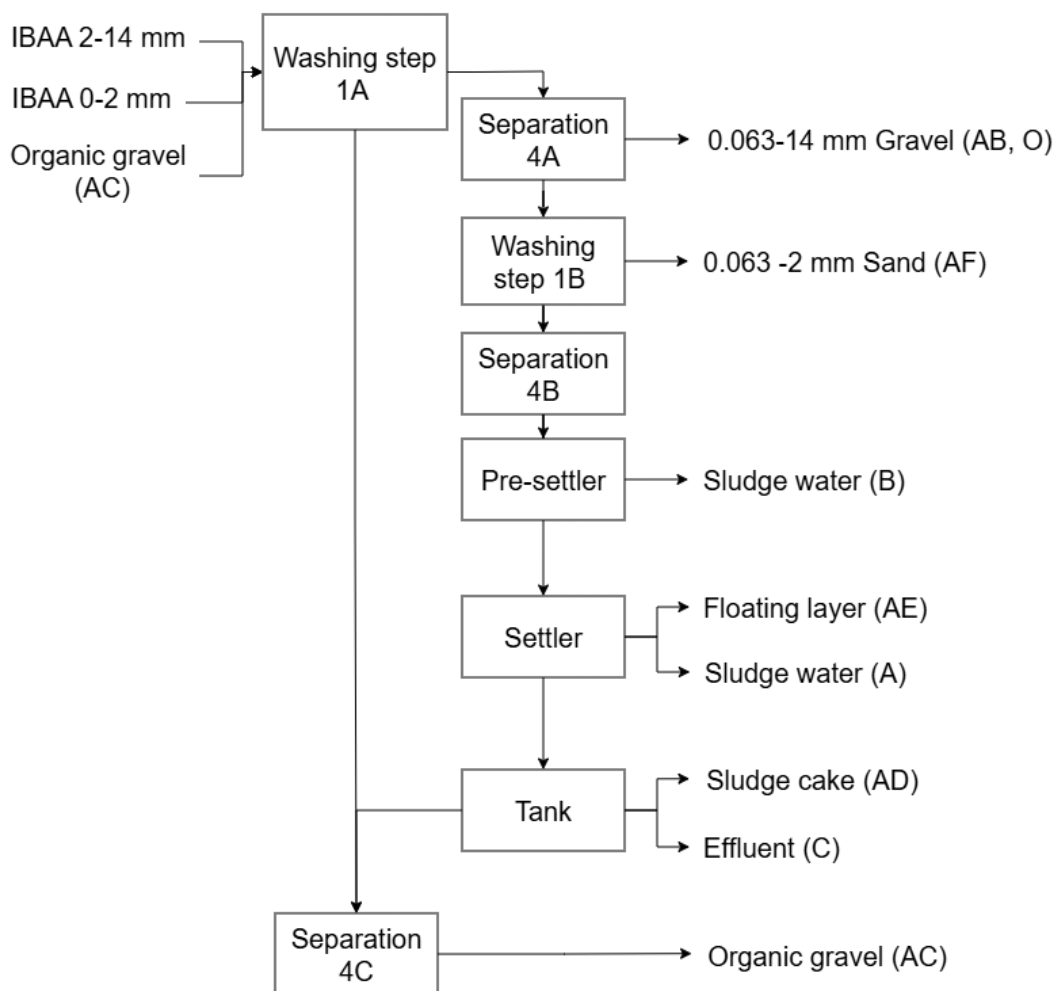 IBAA 2-14 mm
IBAA 0-2 mm
Organic gravel
(AC)
Washing step
1A
Separation
4A
0.063-14 mm Gravel (AB, O)
Washing
step 1B
0.063 -2 mm Sand (AF)
Separation
4B
Pre-settler
Sludge water (B)
Settler
Floating layer (AE)
Sludge water (A)
Tank
Sludge cake (AD)
Effluent (C)
Separation
4C
Organic gravel (AC)